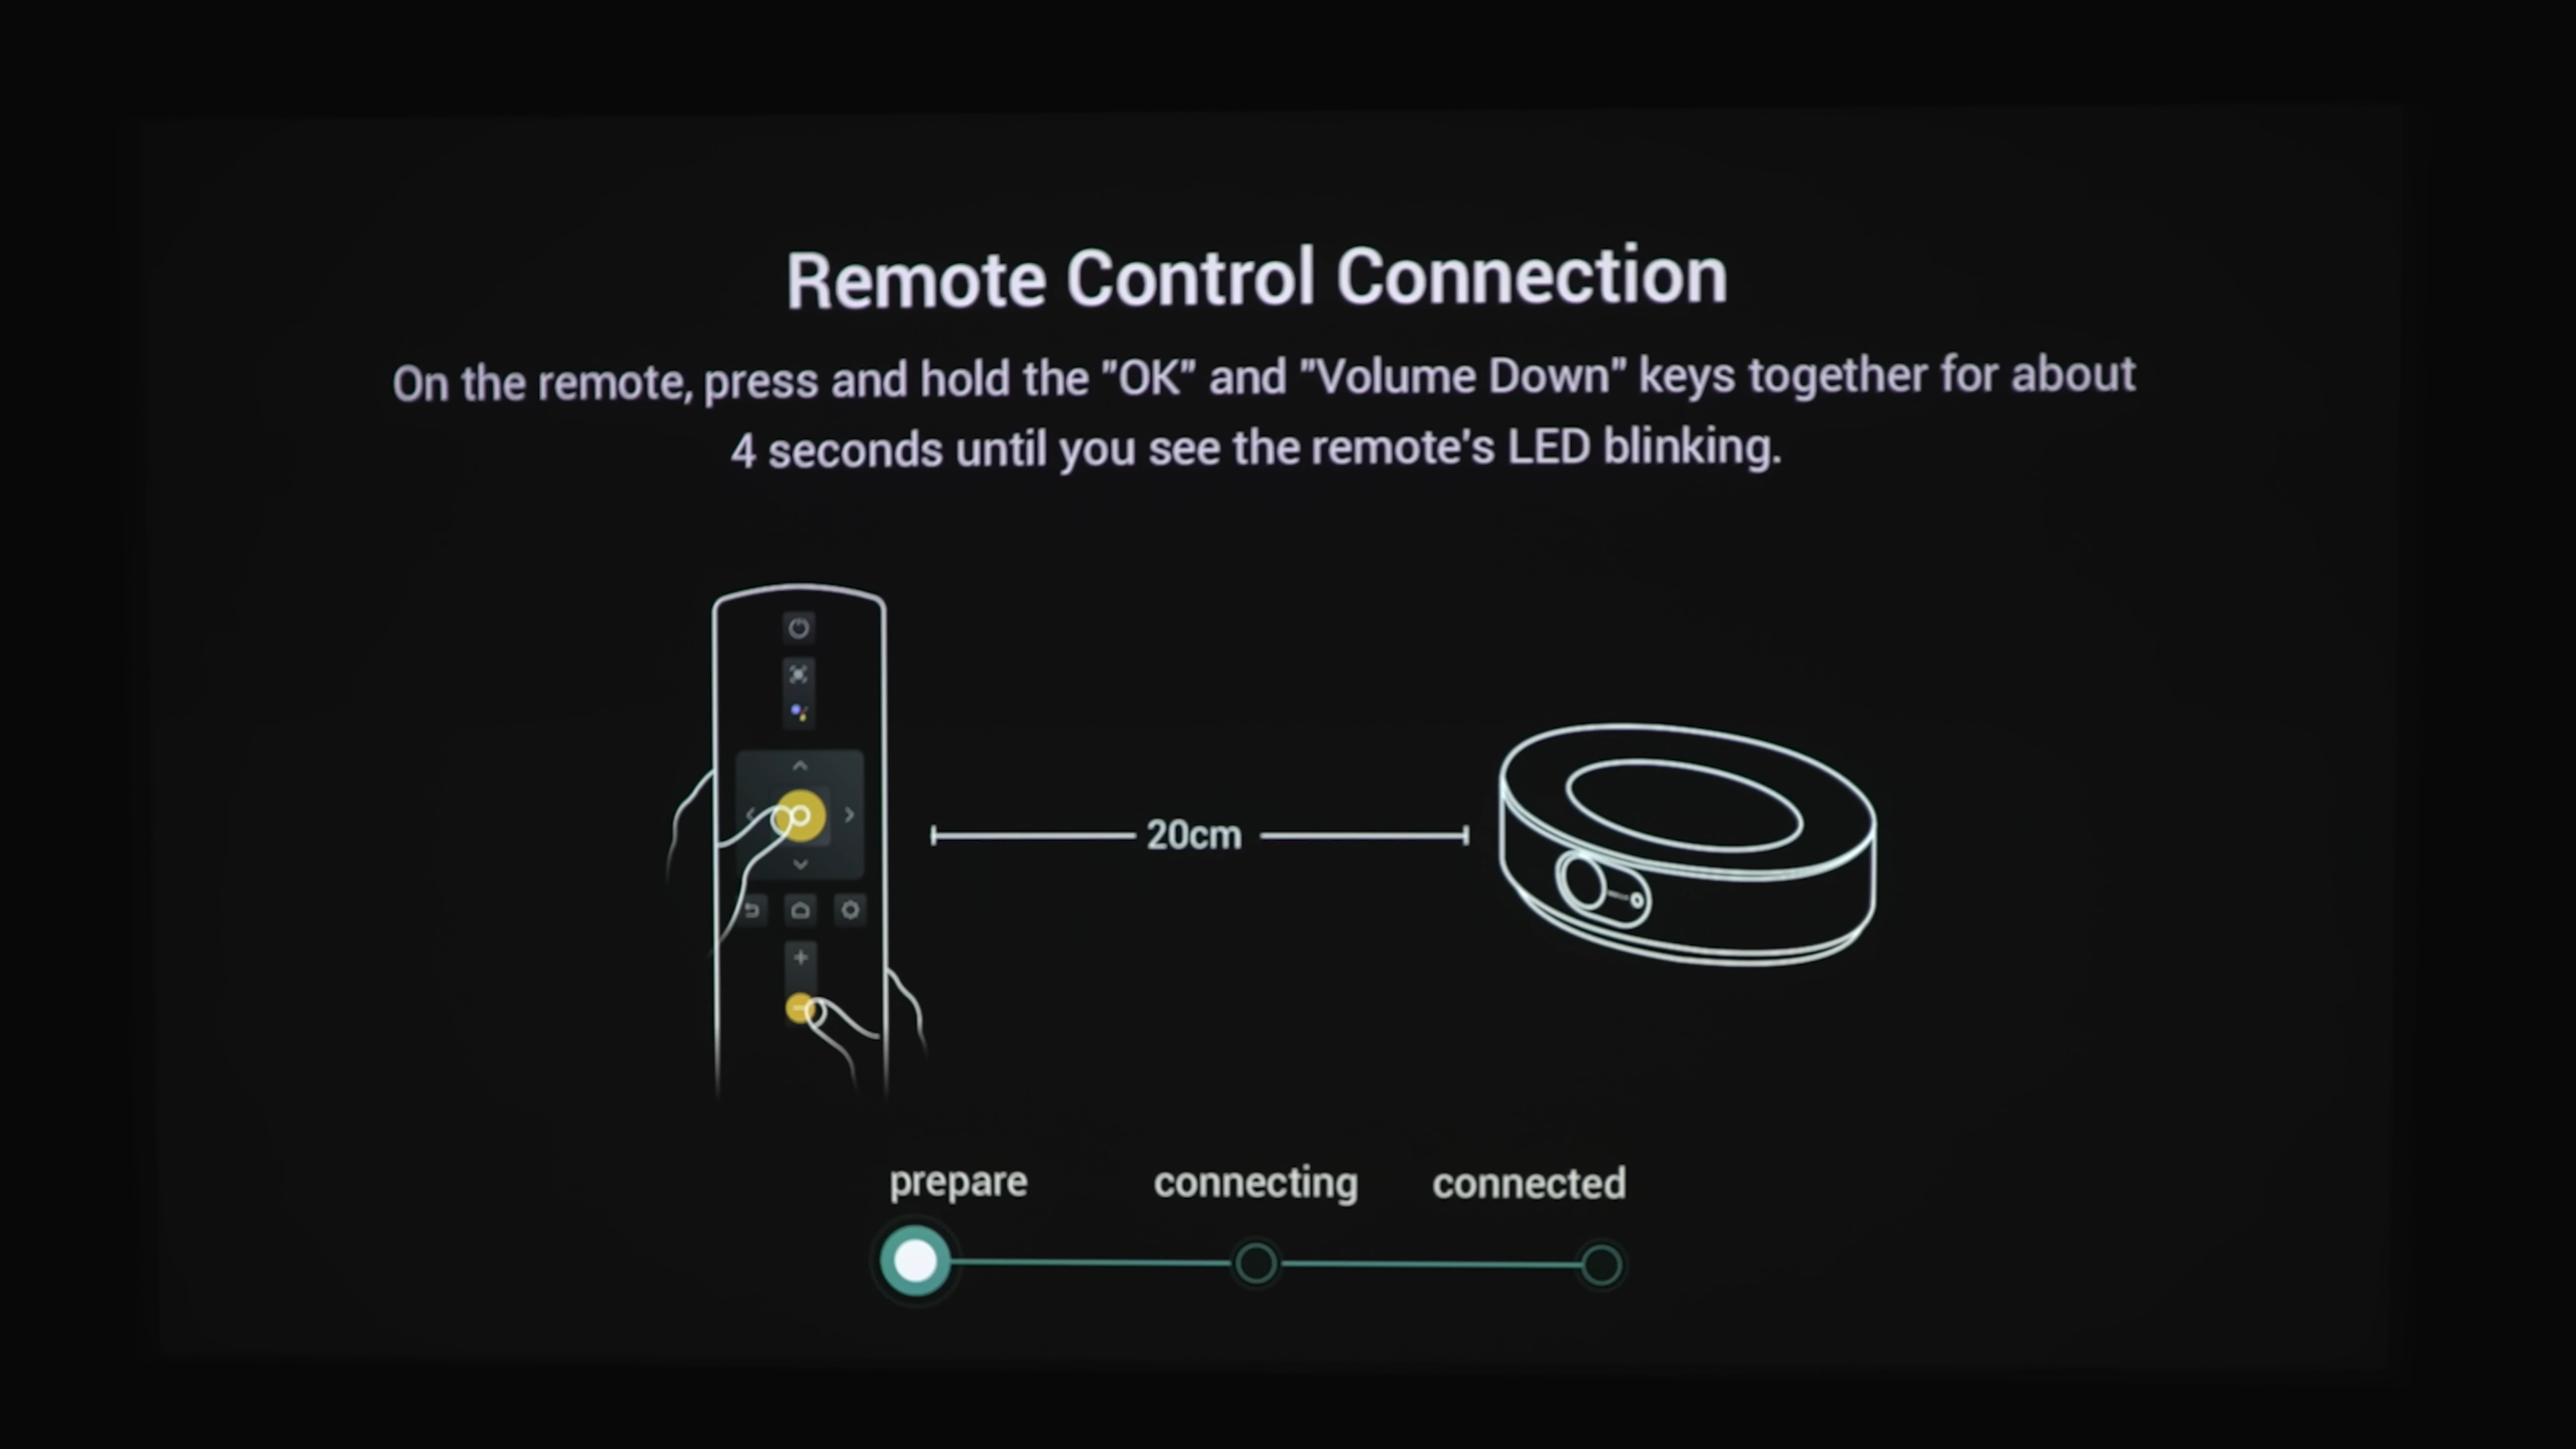 Remote Control Connection
On the remote, press and hold the "OK" and "Volume Down" keys together for about
4 seconds until you see the remote's LED blinking.
20cm
prepare connecting connected